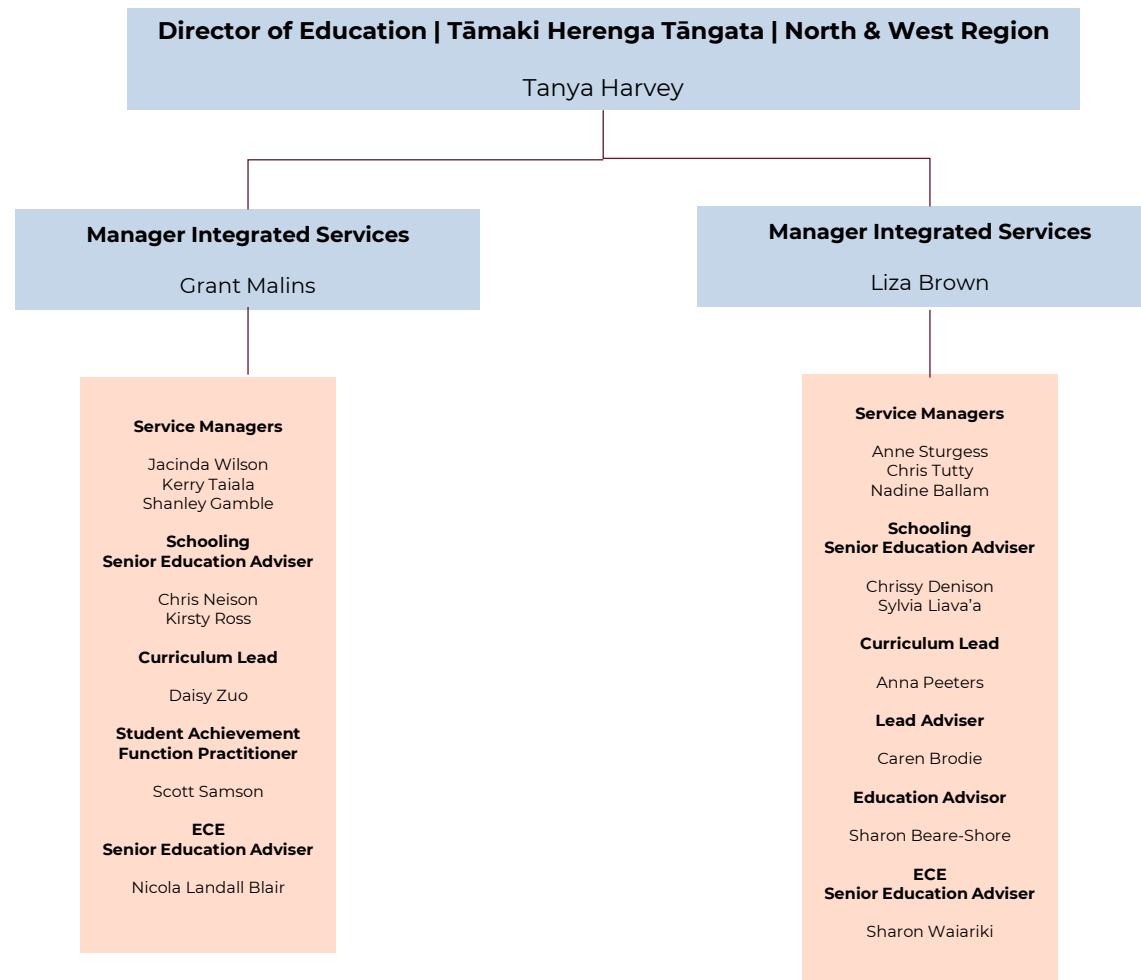 Director of Education | Tāmaki Herenga Tāngata | North & West Region
Tanya Harvey
Manager Integrated Services
Grant Malins
Manager Integrated Services
Liza Brown
Service Managers
Jacinda Wilson
Kerry Taiala
Shanley Gamble
Schooling
Senior Education Adviser
Chris Neison
Kirsty Ross
Curriculum Lead
Daisy Zuo
Student Achievement
Function Practitioner
Scott Samson
ECE
Senior Education Adviser
Nicola Landall Blair
Service Managers
Anne Sturgess
Chris Tutty
Nadine Ballam
Schooling
Senior Education Adviser
Chrissy Denison
Sylvia Liava’a
Curriculum Lead
Anna Peeters
Lead Adviser
Caren Brodie
Education Advisor
Sharon Beare-Shore
ECE
Senior Education Adviser
Sharon Waiariki